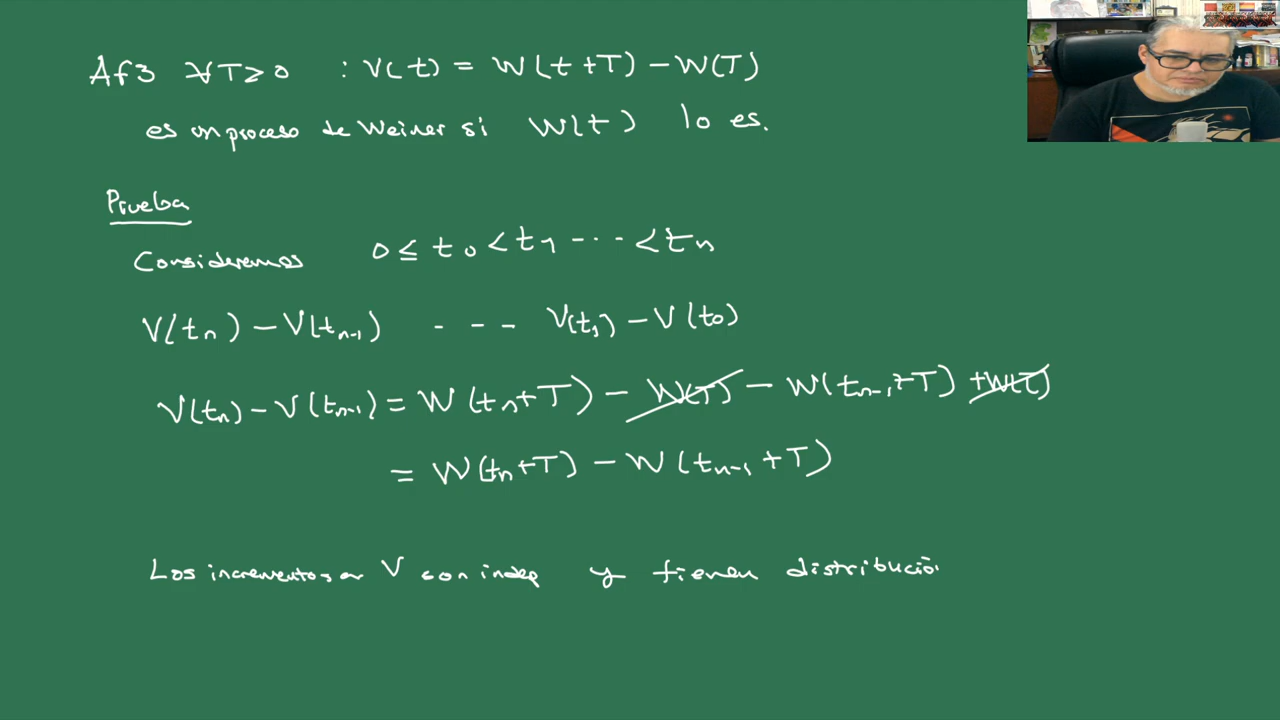 Af3 ∀T≥0 : V(t) = W(t+T) - W(T)
es un proceso de Weiner si W(t) lo es.
Prueba
Consideremos 0 ≤ t0 < t1 --·- < tn
V(tn) - V(tn-1) - - - V(t1) - V(t0)
V(tn) - V(tn-1) = W(tn+T) - W(T) - W(tn-1+T) + W(T)
= W(tn+T) - W(tn-1+T)
Los incrementos en V son indep y tienen distribución